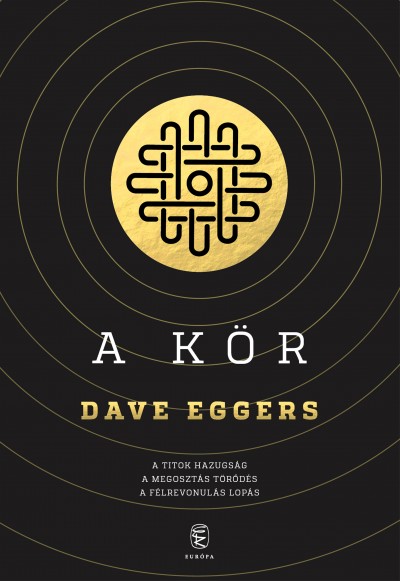 A KÖR
DAVE EGGERS
A TITOK HAZUGSÁG
A MEGOSZTÁS TÖRŐDÉS
A FÉLREVONULÁS LOPÁS
EURÓPA